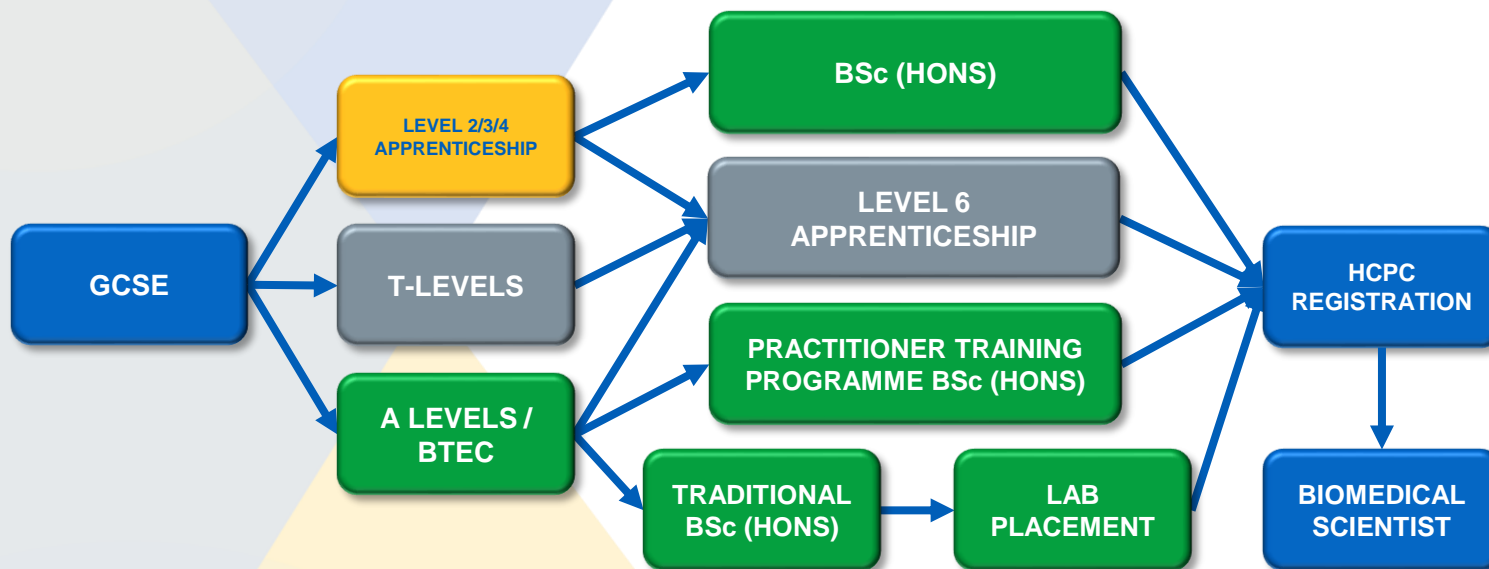 BSc (HONS)
LEVEL 2/3/4
APPRENTICESHIP
LEVEL 6
APPRENTICESHIP
GCSE
T-LEVELS
HCPC
REGISTRATION
PRACTITIONER TRAINING
PROGRAMME BSc (HONS)
A LEVELS /
BTEC
TRADITIONAL
BSc (HONS)
LAB
PLACEMENT
BIOMEDICAL
SCIENTIST